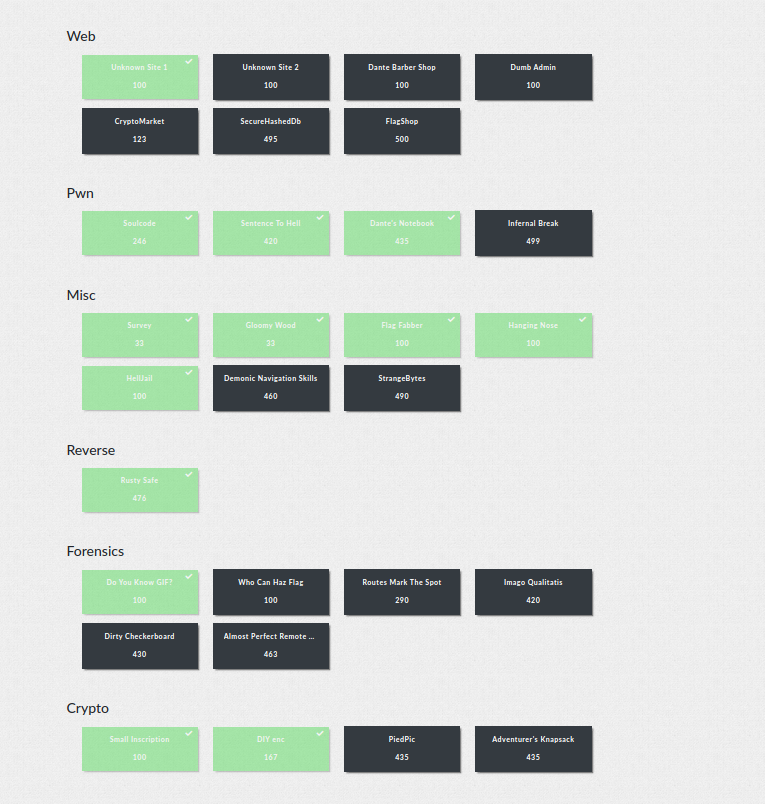 Web
Unknown Site 1
100
Unknown Site 2
100
Dante Barber Shop
100
Dumb Admin
100
CryptoMarket
123
SecureHashedDb
495
FlagShop
500
Pwn
Soulcode
246
Sentence To Hell
420
Dante's Notebook
435
Infernal Break
499
Misc
Survey
33
Gloomy Wood
33
Flag Fabber
100
Hanging Nose
100
HellJail
100
Demonic Navigation Skills
460
StrangeBytes
490
Reverse
Rusty Safe
476
Forensics
Do You Know GIF?
100
Who Can Haz Flag
100
Routes Mark The Spot
290
Imago Qualitatis
420
Dirty Checkerboard
430
Almost Perfect Remote ...
463
Crypto
Small Inscription
100
DIY enc
167
PiedPic
435
Adventurer's Knapsack
435